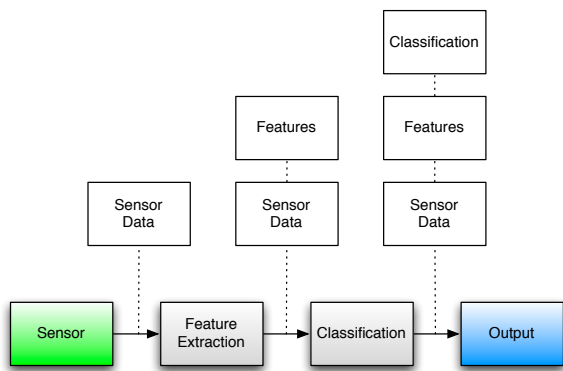 Classification
Features
Features
Sensor
Data
Sensor
Data
Sensor
Data
Sensor
Feature
Extraction
Classification
Output